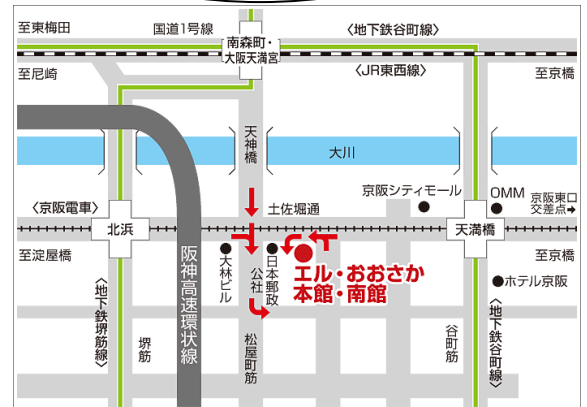 至東梅田
国道1号線
〈地下鉄谷町線〉
南森町・
大阪天満宮
至尼崎
〈JR東西線〉
至京橋
天神橋
大川
京阪シティモール
OMM
京阪東口
交差点→
〈京阪電車〉
土佐堀通
北浜
天満橋
至淀屋橋
至京橋
大林ビル
公社
日本郵政
エル・おおさか
本館・南館
ホテル京阪
阪神高速環状線
〈地下鉄堺筋線〉
堺筋
松屋町筋
谷町筋
〈地下鉄谷町線〉